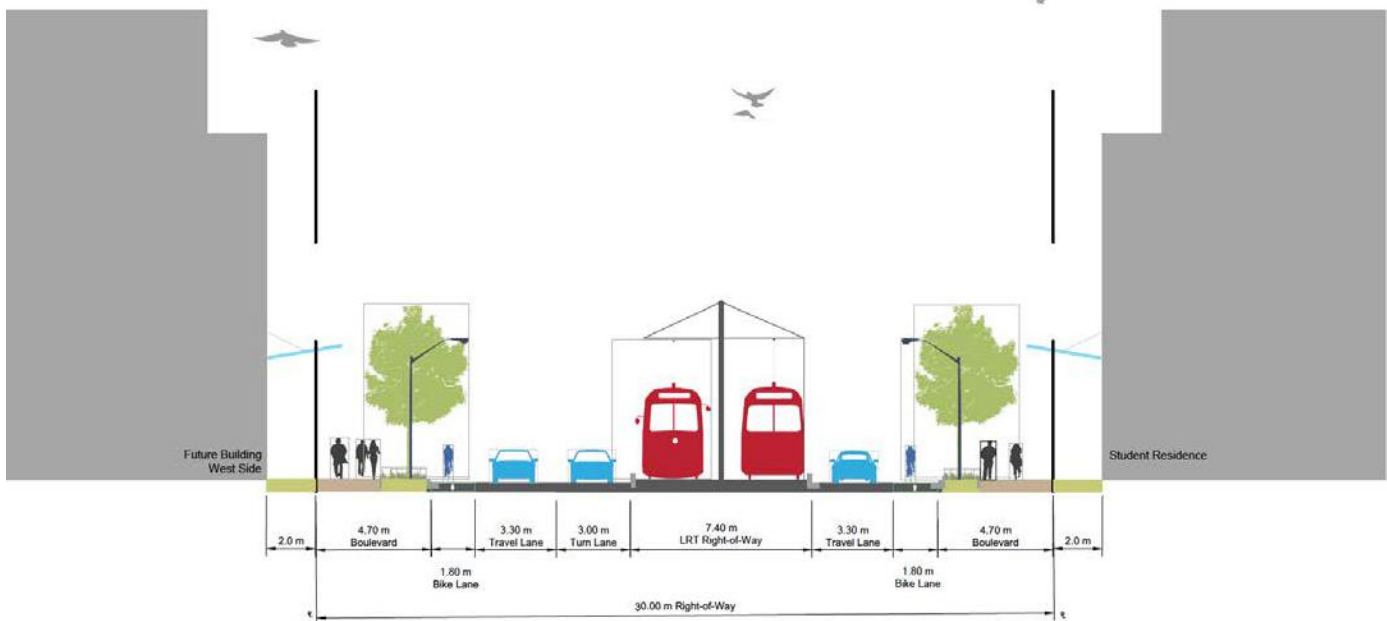 Future Building
West Side
Student Residence
2.0 m
4.70 m
Boulevard
3.30 m
Travel Lane
3.00 m
Turn Lane
7.40 m
LRT Right-of-Way
3.30 m
Travel Lane
4.70 m
Boulevard
2.0 m
1.80 m
Bike Lane
1.80 m
Bike Lane
30.00 m Right-of-Way